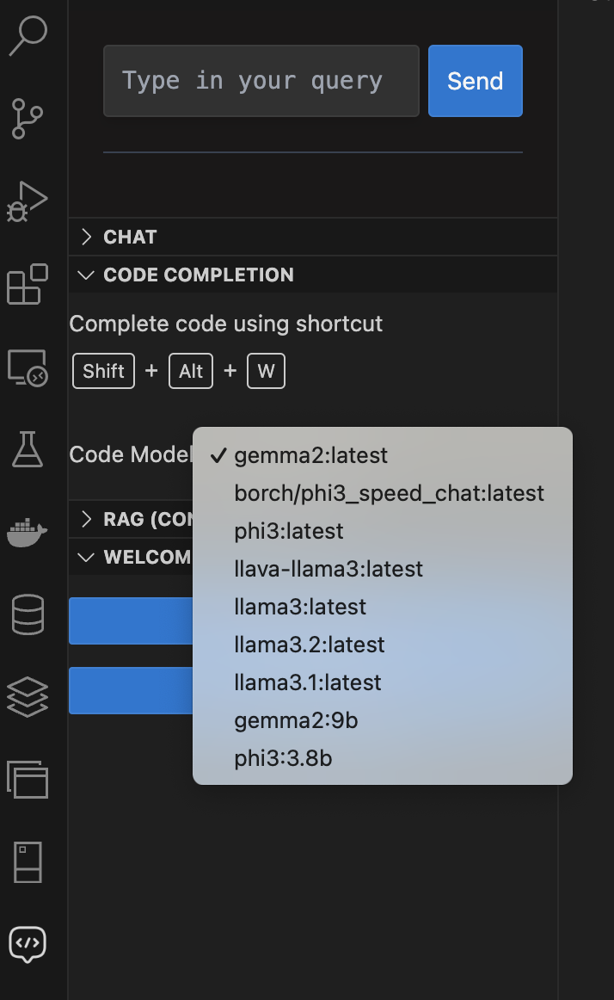 Type in your query
Send
CHAT
CODE COMPLETION
Complete code using shortcut
Shift + Alt + W
Code Model
✓ gemma2:latest
borch/phi3_speed_chat:latest
phi3:latest
llava-llama3:latest
llama3:latest
llama3.2:latest
llama3.1:latest
gemma2:9b
phi3:3.8b
RAG (CON
WELCOM